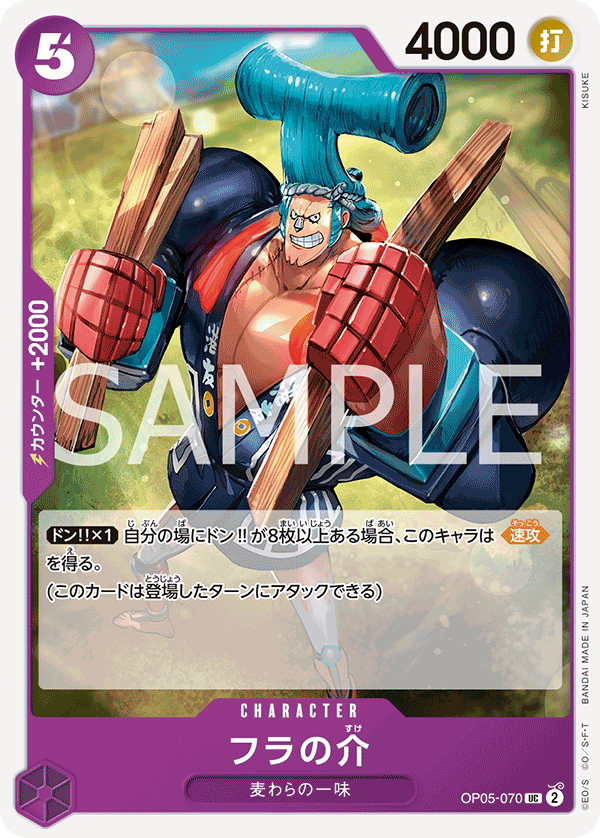 5
4000
打
KISUKE
カウンター +2000
SAMPLE
ドン!!×1 自分の場にドン!!が8枚以上ある場合、このキャラは 速攻
を得る。
(このカードは登場したターンにアタックできる)
CHARACTER
フラの介
麦わらの一味
OP05-070 UC 2
©E.O/S ©O/S・F・T BANDAI MADE IN JAPAN